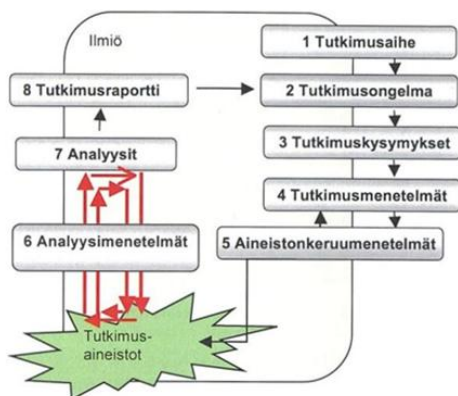 Ilmiö
1 Tutkimusaihe
8 Tutkimusraportti
2 Tutkimusongelma
3 Tutkimuskysymykset
7 Analyysit
4 Tutkimusmenetelmät
6 Analyysimenetelmät
5 Aineistonkeruumenetelmät
Tutkimus-
aineistot